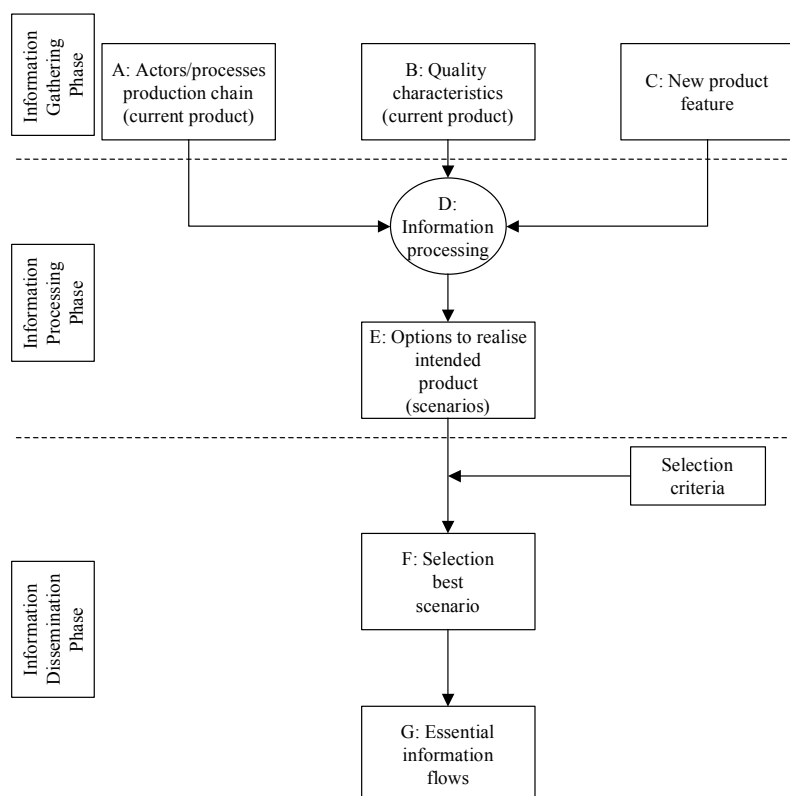 Information
Gathering
Phase
A: Actors/processes
production chain
(current product)
B: Quality
characteristics
(current product)
C: New product
feature
Information
Processing
Phase
D:
Information
processing
E: Options to realise
intended
product
(scenarios)
Selection
criteria
Information
Dissemination
Phase
F: Selection
best
scenario
G: Essential
information
flows